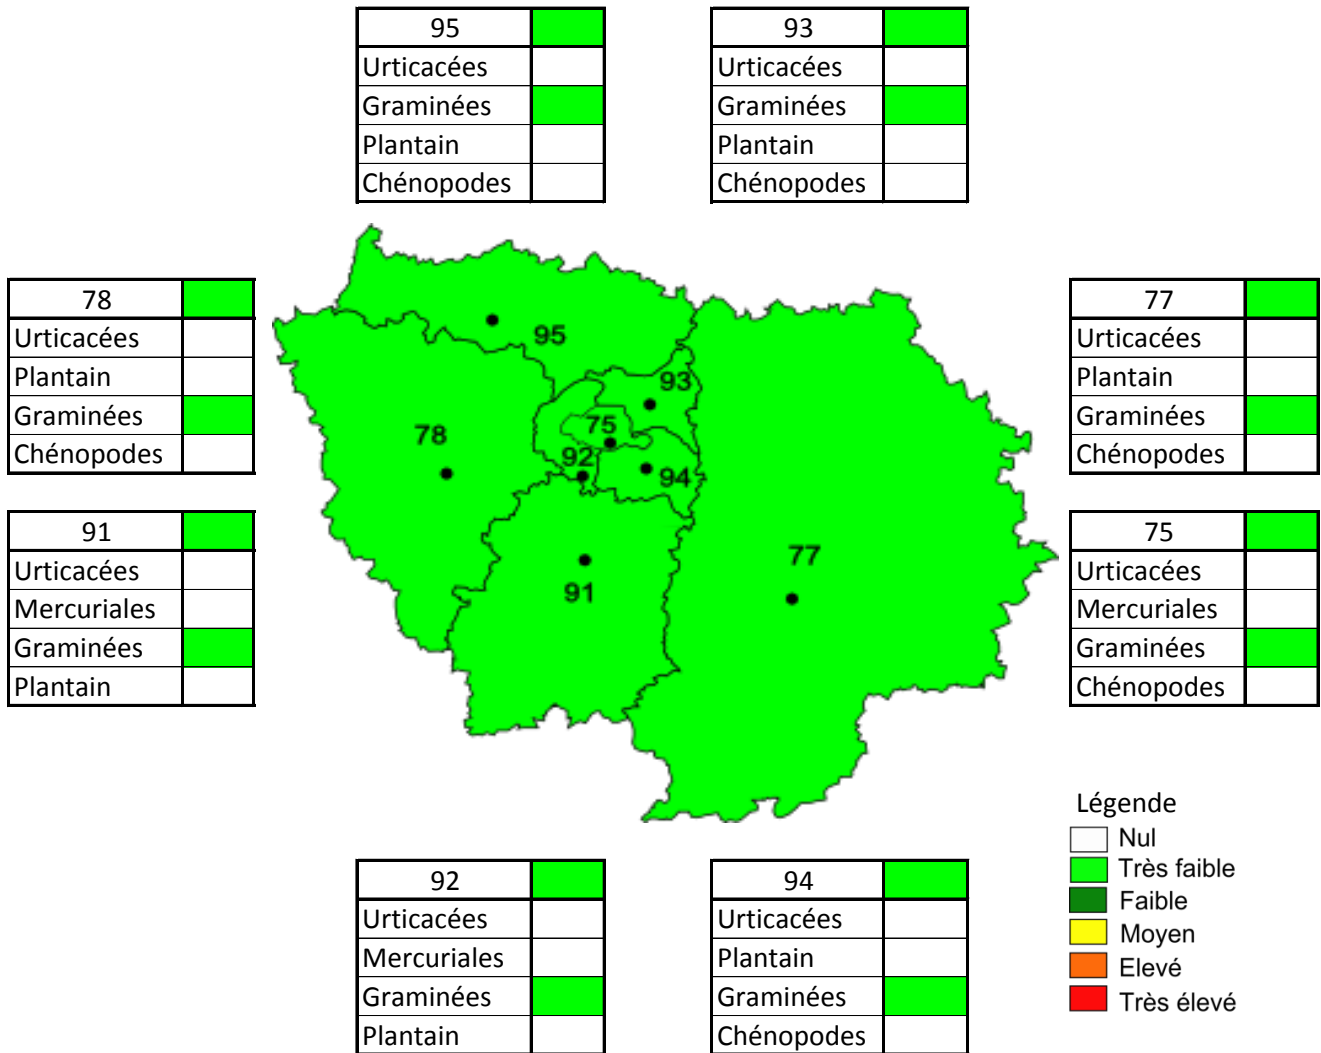 95
Urticacées
Graminées
Plantain
Chénopodes
93
Urticacées
Graminées
Plantain
Chénopodes
78
Urticacées
Plantain
Graminées
Chénopodes
91
Urticacées
Mercuriales
Graminées
Plantain
95
93
75
78
92
94
77
91
77
Urticacées
Plantain
Graminées
Chénopodes
75
Urticacées
Mercuriales
Graminées
Chénopodes
92
Urticacées
Mercuriales
Graminées
Plantain
94
Urticacées
Plantain
Graminées
Chénopodes
Légende
Nul
Très faible
Faible
Moyen
Elevé
Très élevé